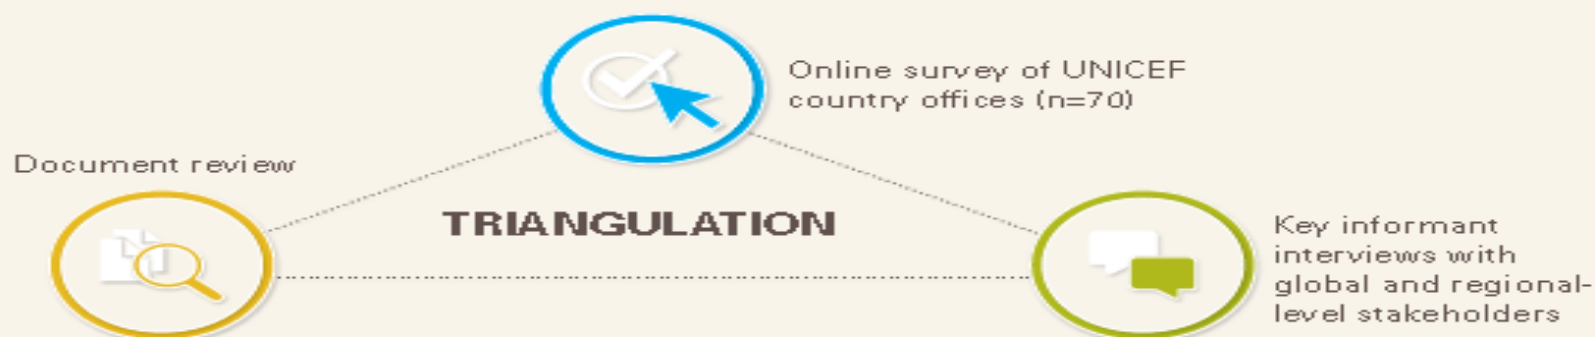 Online survey of UNICEF
country offices (n=70)
Document review
TRIANGULATION
Key informant
interviews with
global and regional-
level stakeholders